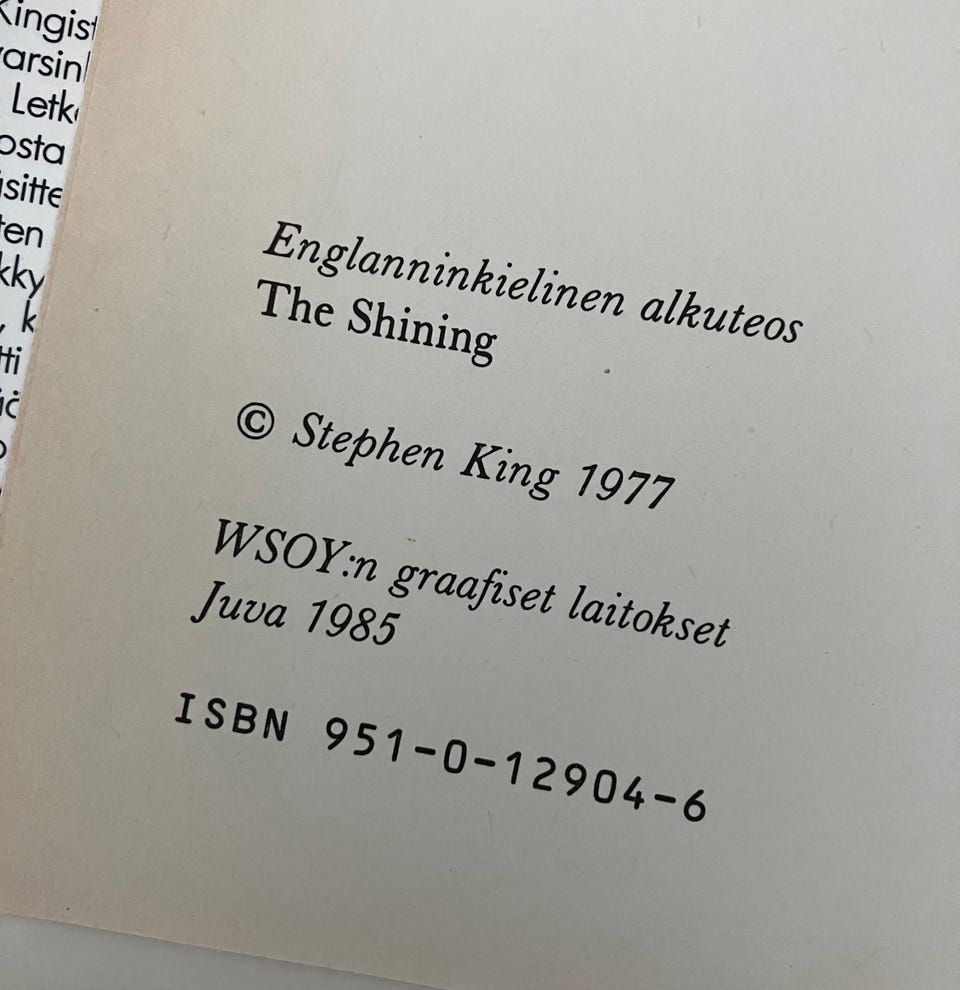 Englanninkielinen alkuteos
The Shining
© Stephen King 1977
WSOY:n graafiset laitokset
Juva 1985
ISBN 951-0-12904-6